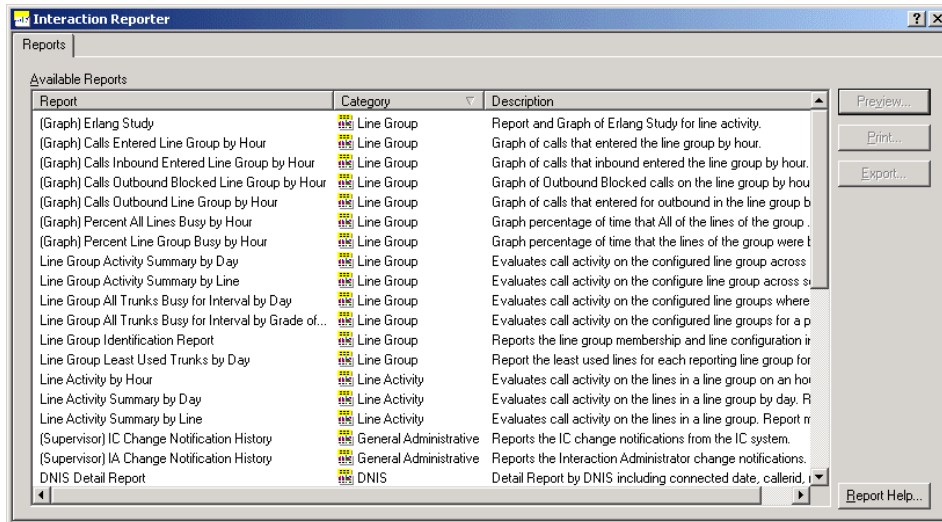 Interaction Reporter
Reports
Available Reports
Report Category Description
(Graph) Erlang Study Line Group Report and Graph of Erlang Study for line activity.
(Graph) Calls Entered Line Group by Hour Line Group Graph of calls that entered the line group by hour.
(Graph) Calls Inbound Entered Line Group by Hour Line Group Graph of calls that inbound entered the line group by hour.
(Graph) Calls Outbound Blocked Line Group by Hour Line Group Graph of Outbound Blocked calls on the line group by hou
(Graph) Calls Outbound Line Group by Hour Line Group Graph of calls that entered for outbound in the line group b
(Graph) Percent All Lines Busy by Hour Line Group Graph percentage of time that All of the lines of the group .
(Graph) Percent Line Group Busy by Hour Line Group Graph percentage of time that the lines of the group were
Line Group Activity Summary by Day Line Group Evaluates call activity on the configured line group across
Line Group Activity Summary by Line Line Group Evaluates call activity on the configure line group across
Line Group All Trunks Busy for Interval by Day Line Group Evaluates call activity on the configured line groups where
Line Group All Trunks Busy for Interval by Grade of... Line Group Evaluates call activity on the configured line groups for a p
Line Group Identification Report Line Group Reports the line group membership and line configuration
Line Group Least Used Trunks by Day Line Group Report the least used lines for each reporting line group for
Line Activity by Hour Line Activity Evaluates call activity on the lines in a line group on an hou
Line Activity Summary by Day Line Activity Evaluates call activity on the lines in a line group by day. R
Line Activity Summary by Line Line Activity Evaluates call activity on the lines in a line group. Report
(Supervisor) IC Change Notification History General Administrative Reports the IC change notifications from the IC system.
(Supervisor) IA Change Notification History General Administrative Reports the Interaction Administrator change notifications.
DNIS Detail Report DNIS Detail Report by DNIS including connected date, callerid,
Preview...
Print...
Export...
Report Help...